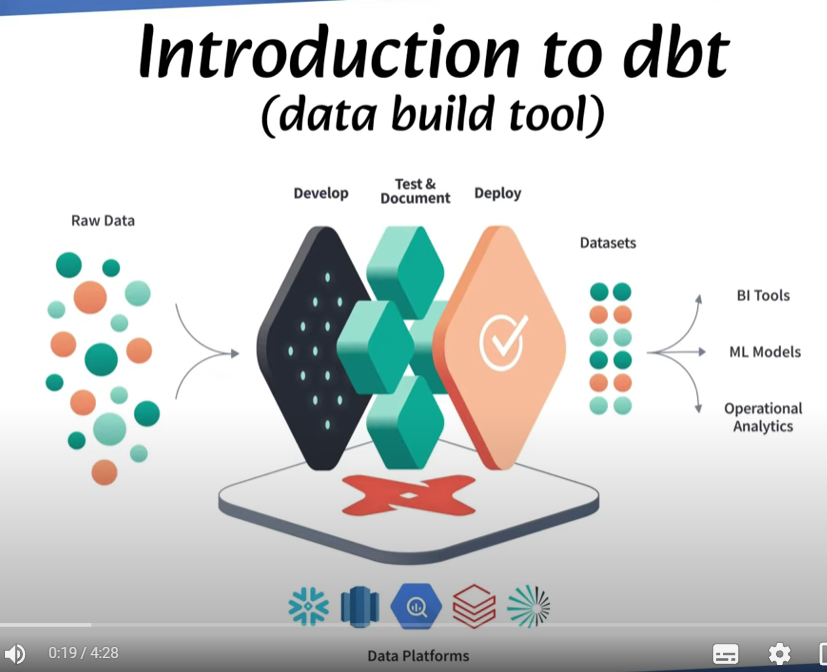 Introduction to dbt
(data build tool)
Raw Data
Develop
Test &
Document
Deploy
Datasets
BI Tools
ML Models
Operational
Analytics
0:19 / 4:28
Data Platforms